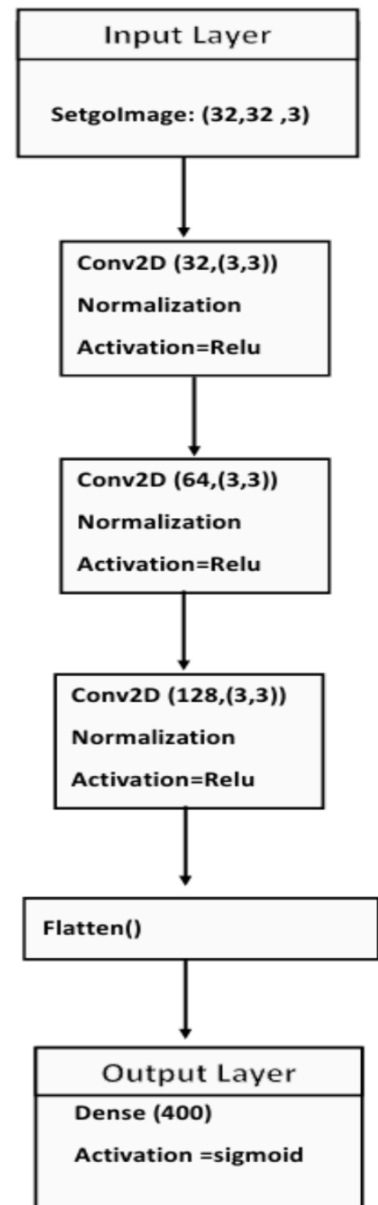 Input Layer
SetgoImage: (32,32 ,3)
Conv2D (32,(3,3))
Normalization
Activation=Relu
Conv2D (64,(3,3))
Normalization
Activation=Relu
Conv2D (128,(3,3))
Normalization
Activation=Relu
Flatten()
Output Layer
Dense (400)
Activation =sigmoid